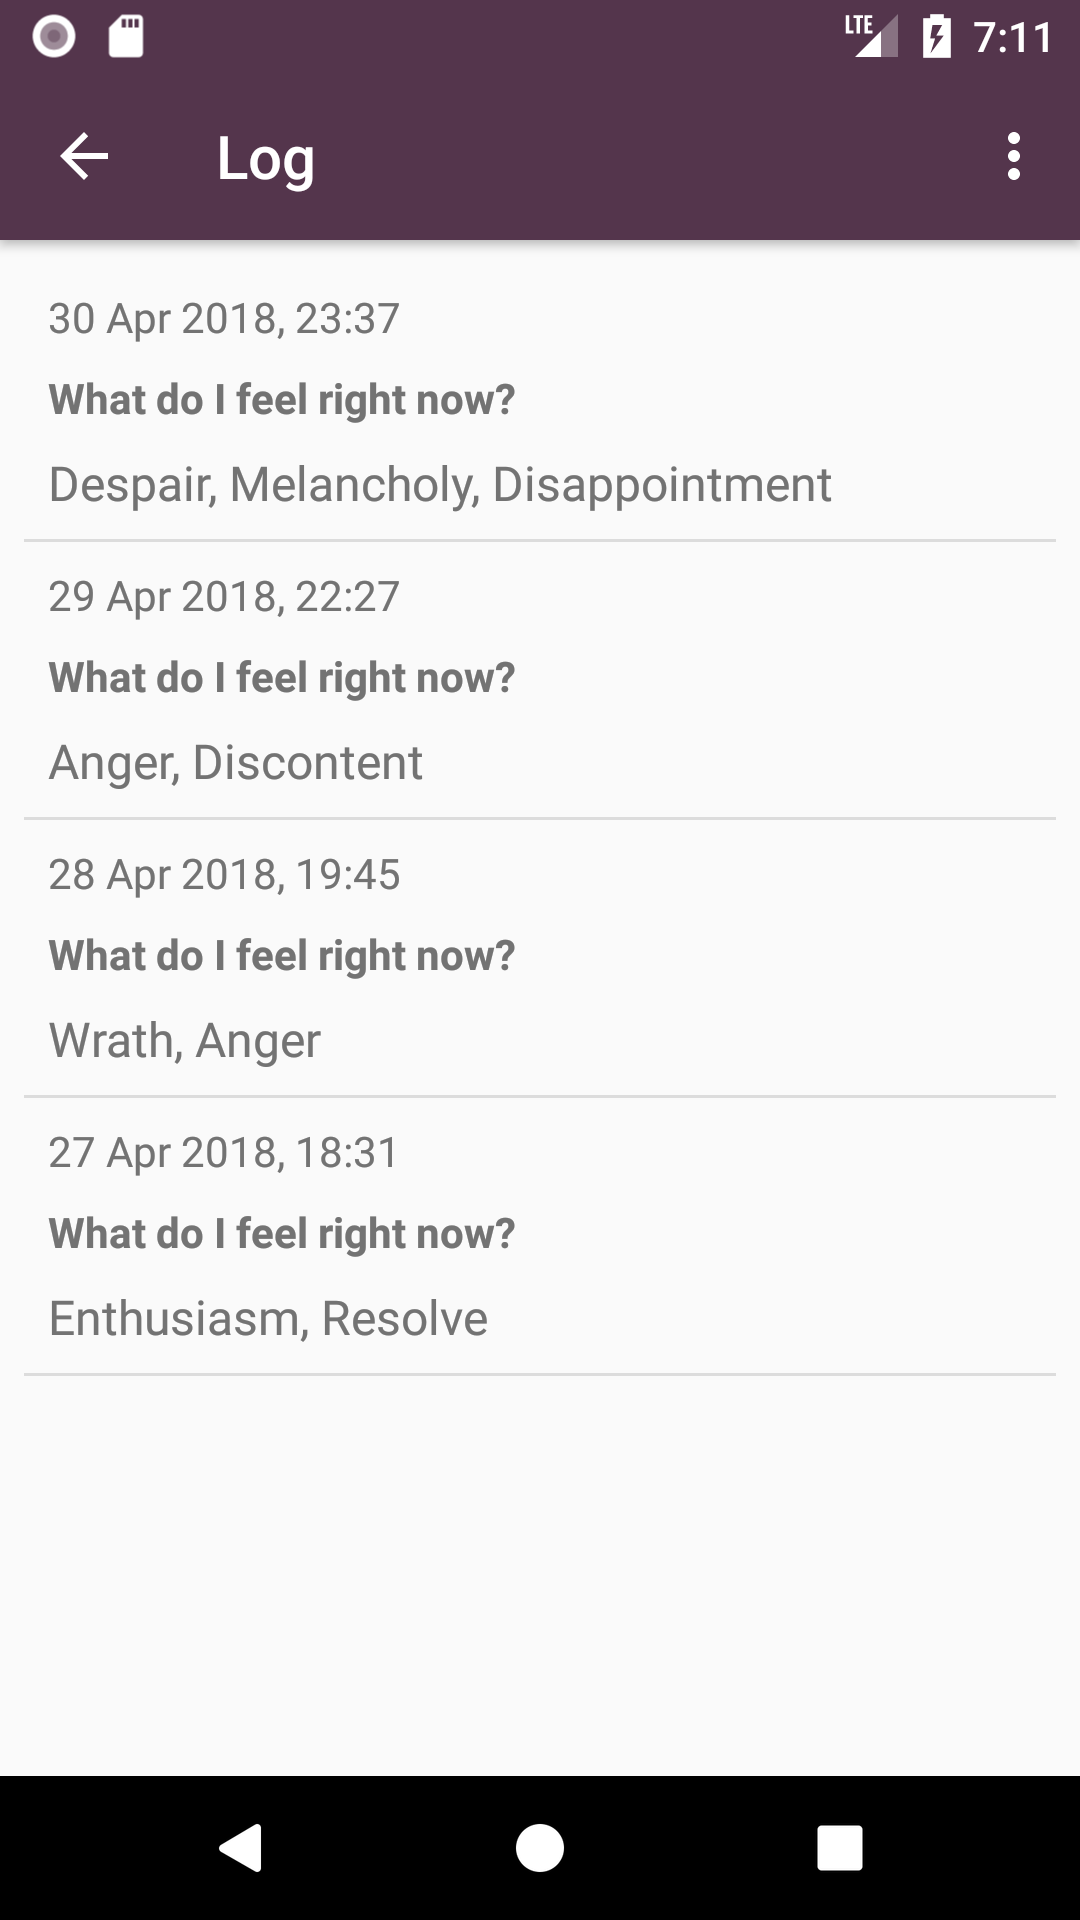 LTE 7:11
Log
30 Apr 2018, 23:37
What do I feel right now?
Despair, Melancholy, Disappointment
29 Apr 2018, 22:27
What do I feel right now?
Anger, Discontent
28 Apr 2018, 19:45
What do I feel right now?
Wrath, Anger
27 Apr 2018, 18:31
What do I feel right now?
Enthusiasm, Resolve